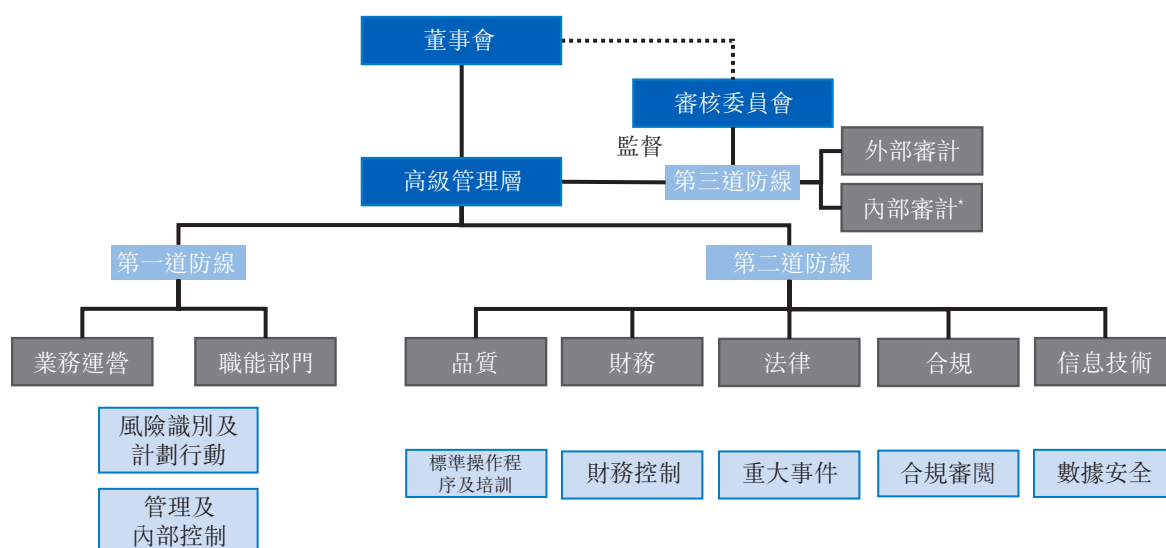 董事會
審核委員會
監督
外部審計
高級管理層
第三道防線
內部審計*
第一道防線
第二道防線
業務運營
職能部門
品質
財務
法律
合規
信息技術
風險識別及
計劃行動
標準操作程
序及培訓
財務控制
重大事件
合規審閱
數據安全
管理及
內部控制